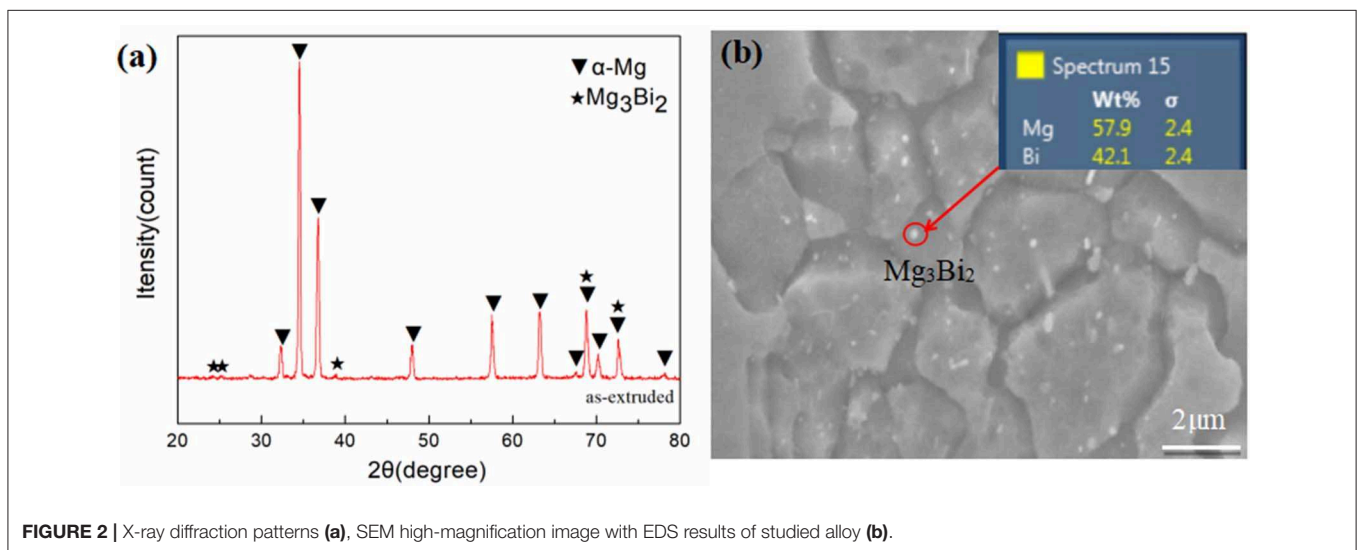 (a)
▼ α-Mg
★ Mg₃Bi₂
Itensity(count)
as-extruded
20 30 40 50 60 70 80
2θ(degree)
(b)
Spectrum 15
Wt% σ
Mg 57.9 2.4
Bi 42.1 2.4
Mg₃Bi₂
2μm
FIGURE 2 | X-ray diffraction patterns (a), SEM high-magnification image with EDS results of studied alloy (b).